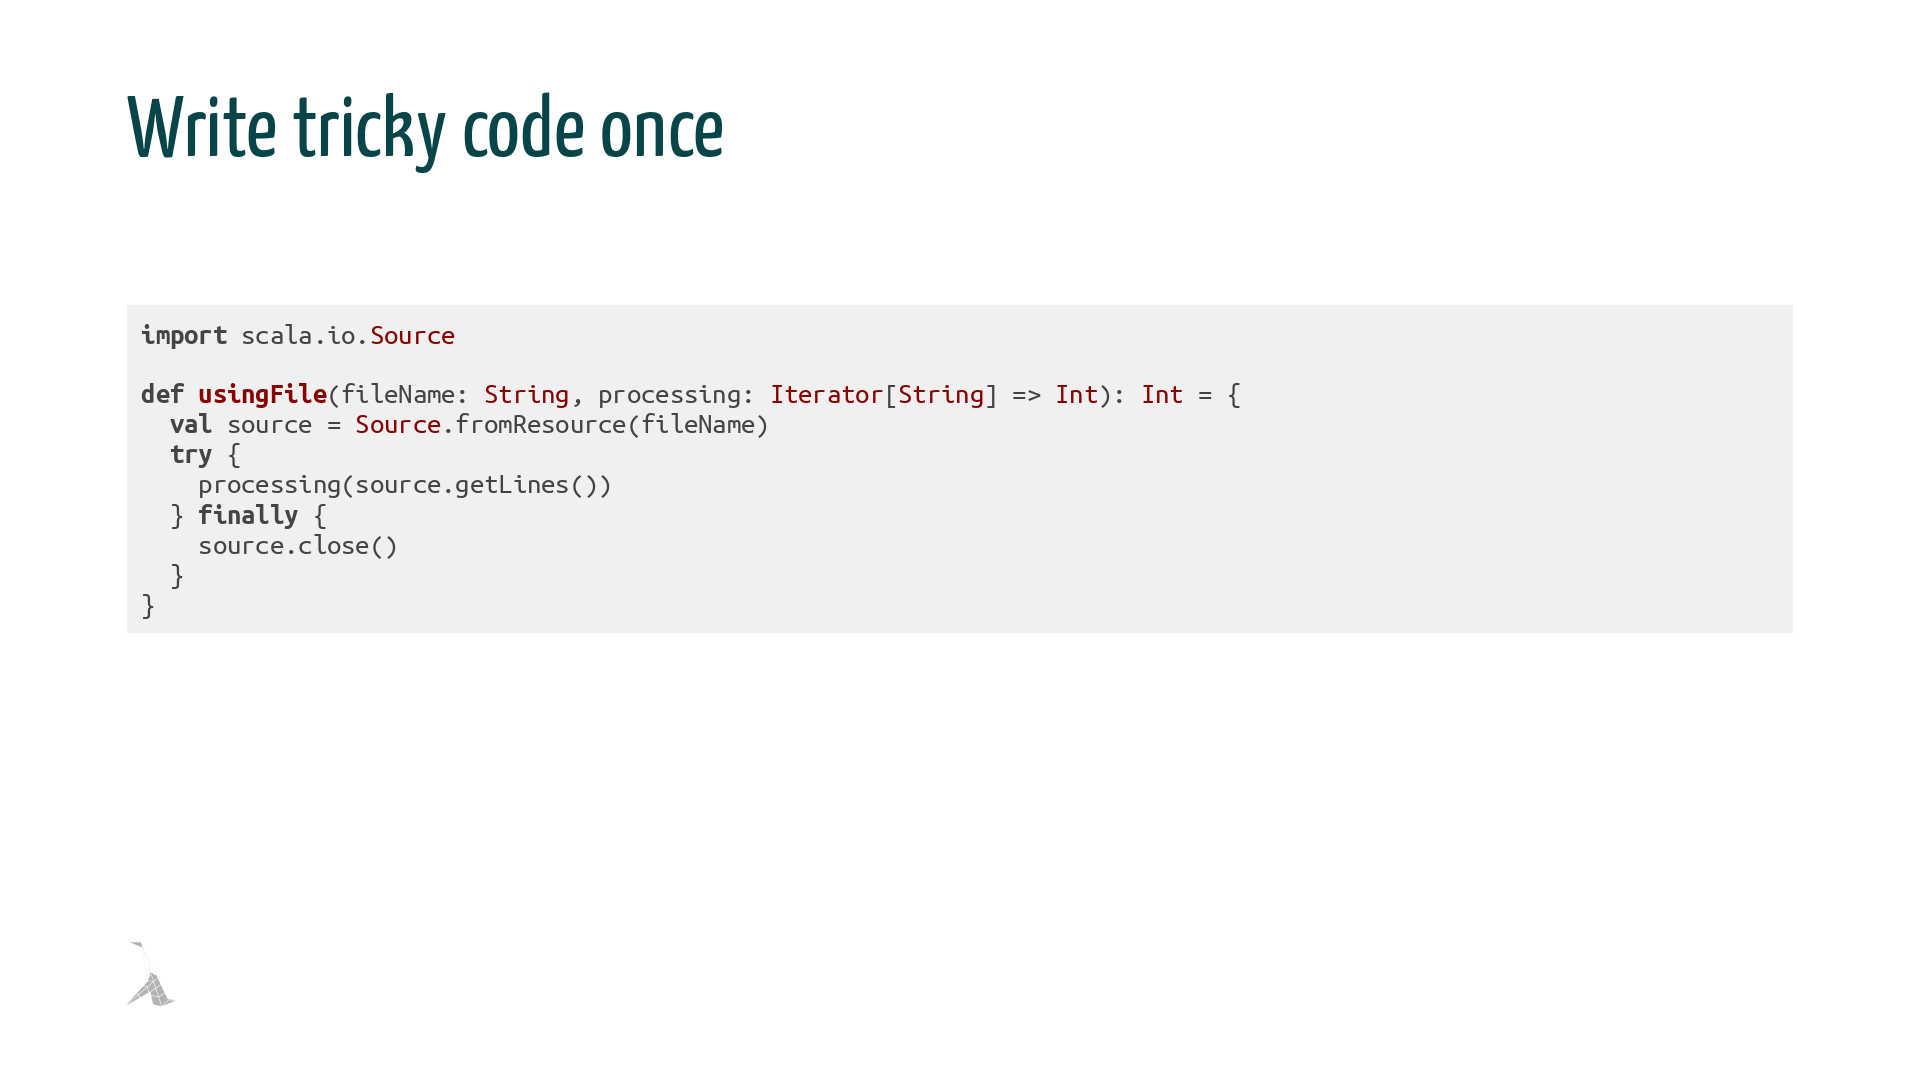 Write tricky code once
import scala.io.Source
def usingFile(fileName: String, processing: Iterator[String] => Int): Int = {
  val source = Source.fromResource(fileName)
  try {
    processing(source.getLines())
  } finally {
    source.close()
  }
}